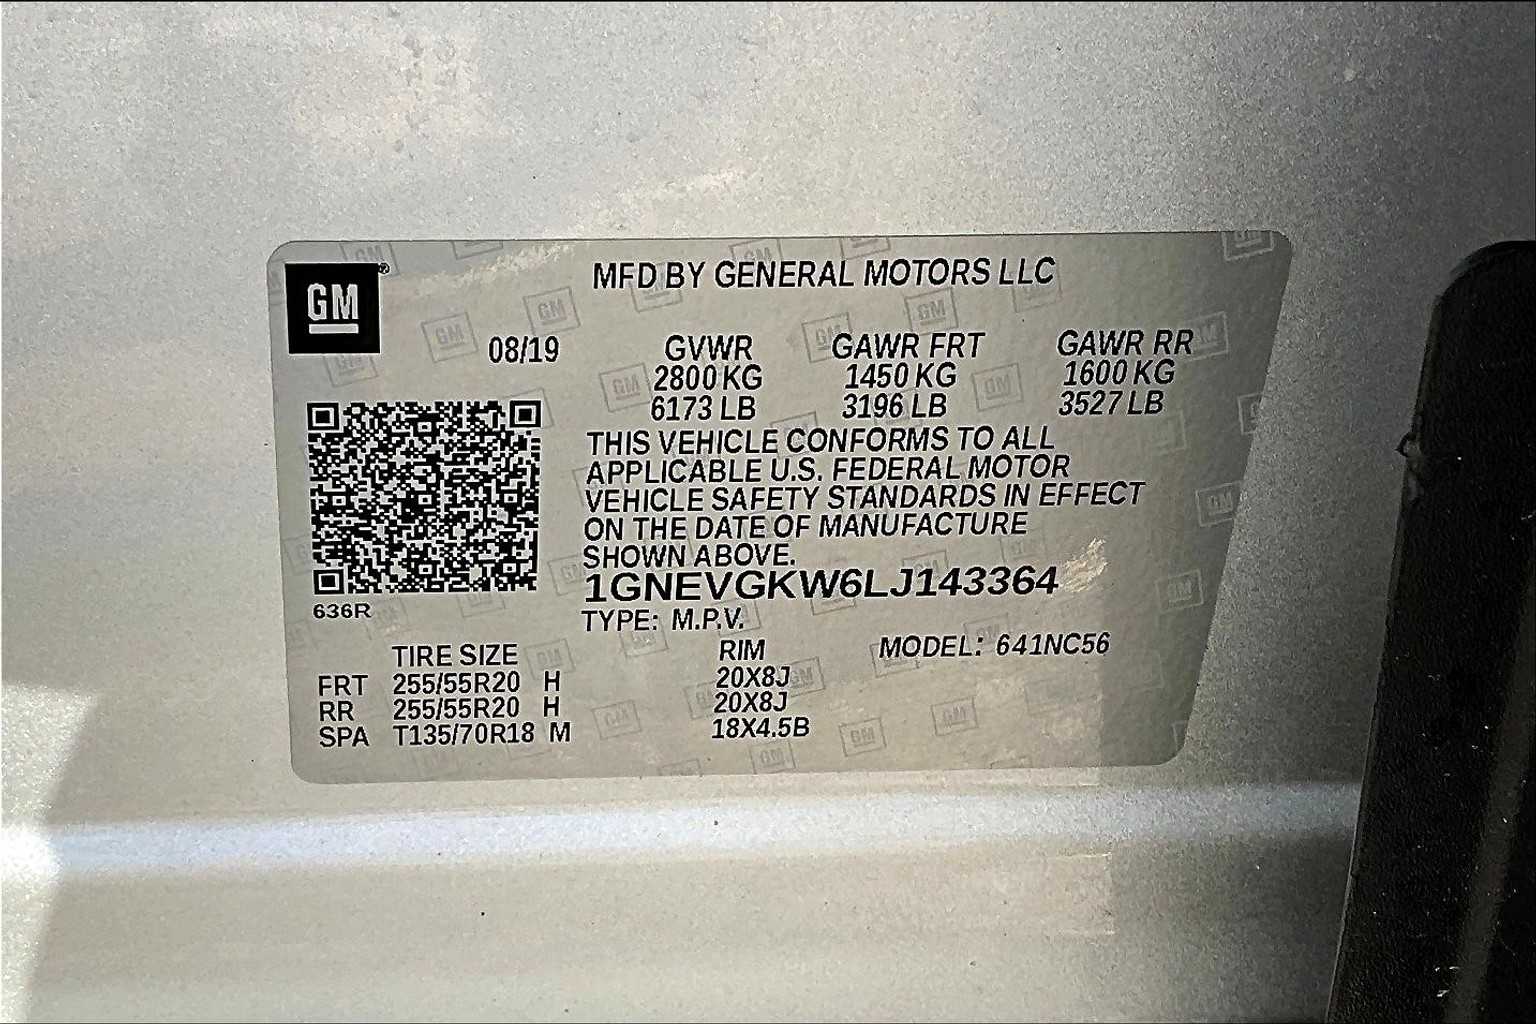 GM®
MFD BY GENERAL MOTORS LLC
08/19 GVWR GAWR FRT GAWR RR
2800 KG 1450 KG 1600 KG
6173 LB 3196 LB 3527 LB
THIS VEHICLE CONFORMS TO ALL
APPLICABLE U.S. FEDERAL MOTOR
VEHICLE SAFETY STANDARDS IN EFFECT
ON THE DATE OF MANUFACTURE
SHOWN ABOVE.
1GNEVGKW6LJ143364
636R
TYPE: M.P.V.
TIRE SIZE RIM MODEL: 641NC56
FRT 255/55R20 H 20X8J
RR 255/55R20 H 20X8J
SPA T135/70R18 M 18X4.5B